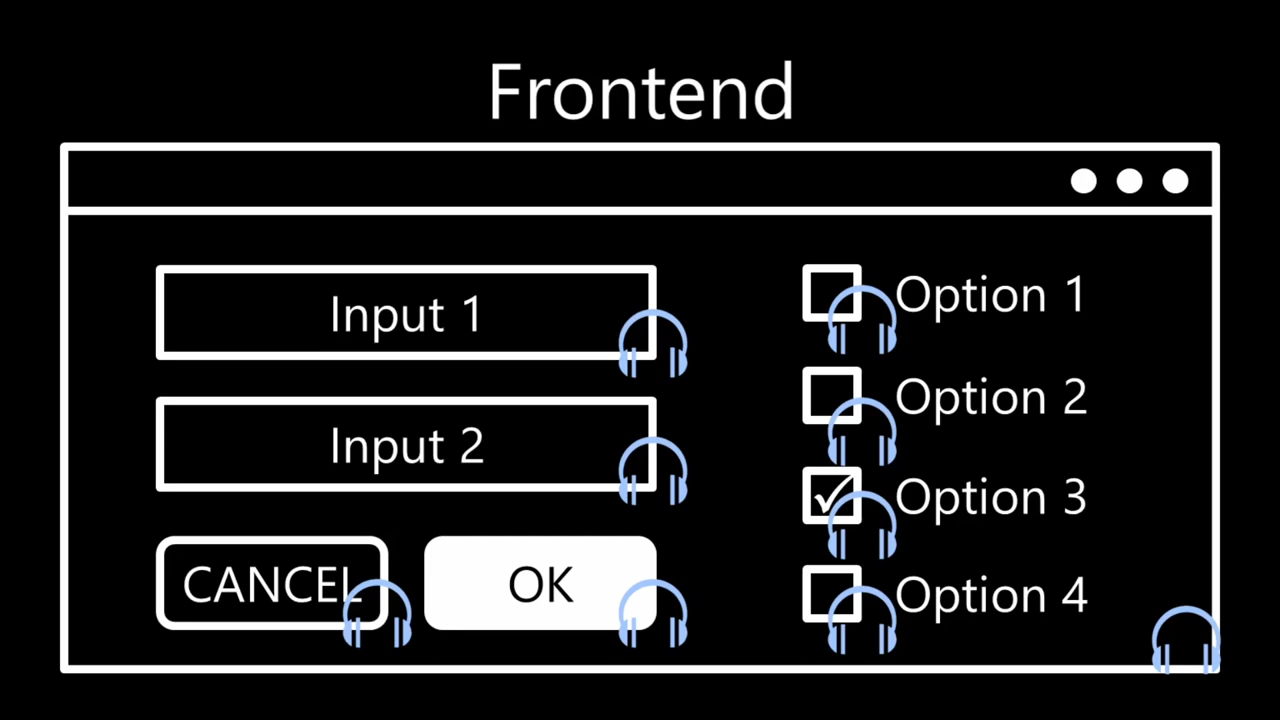 Frontend
Input 1
Input 2
CANCEL
OK
Option 1
Option 2
Option 3
Option 4